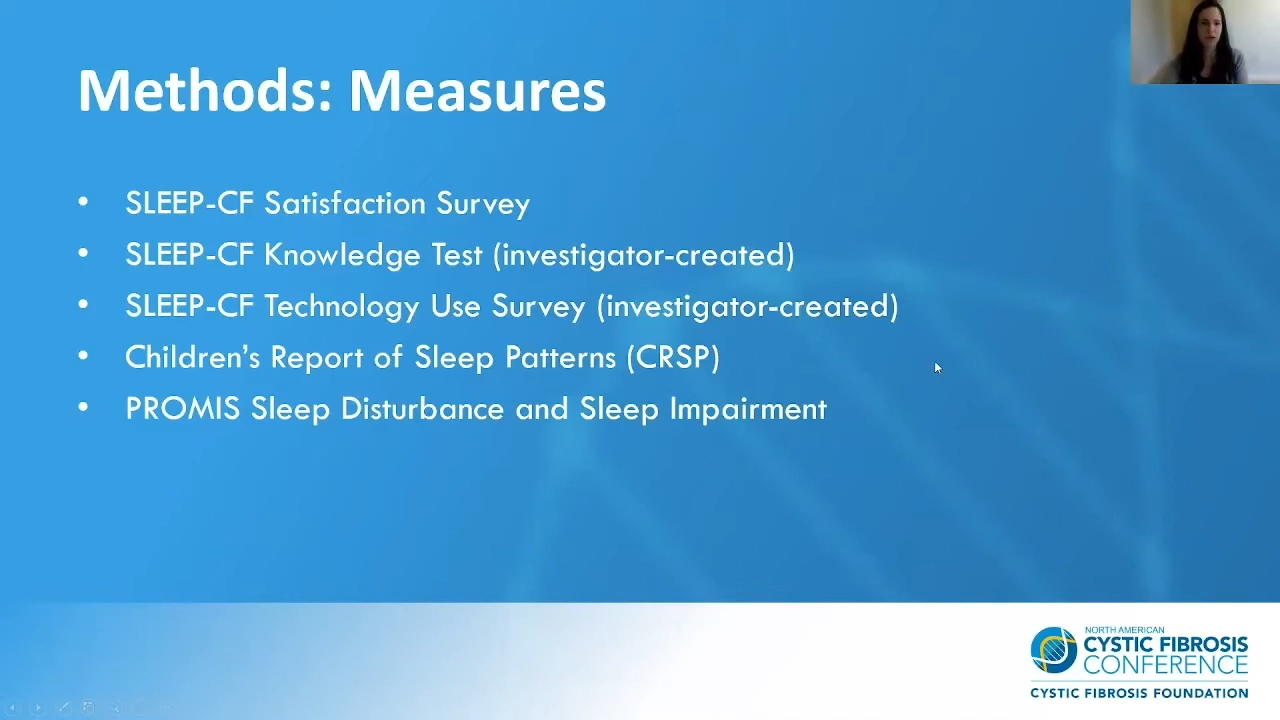 Methods: Measures
• SLEEP-CF Satisfaction Survey
• SLEEP-CF Knowledge Test (investigator-created)
• SLEEP-CF Technology Use Survey (investigator-created)
• Children’s Report of Sleep Patterns (CRSP)
• PROMIS Sleep Disturbance and Sleep Impairment
NORTH AMERICAN
CYSTIC FIBROSIS
CONFERENCE
CYSTIC FIBROSIS FOUNDATION